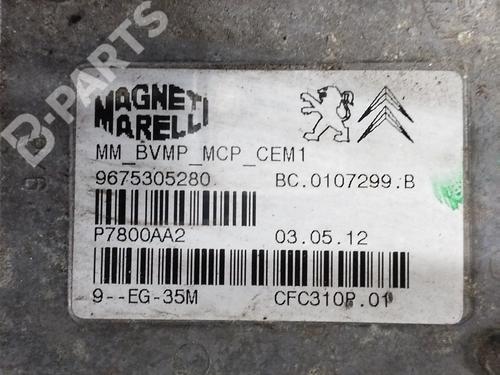 B-PARTS
MAGNETI
MARELLI
MM_BVMP_MCP_CEM1
9675305280 BC.0107299.B
P7800AA2 03.05.12
9--EG-35M CFC310P.01